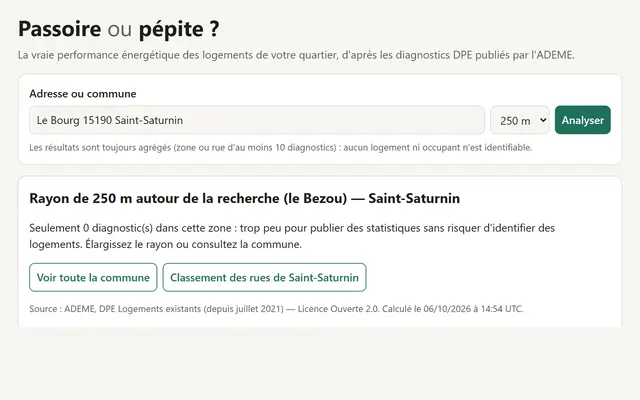 Passoire ou pépite ?
La vraie performance énergétique des logements de votre quartier, d'après les diagnostics DPE publiés par l'ADEME.
Adresse ou commune
Le Bourg 15190 Saint-Saturnin
250 m
Analyser
Les résultats sont toujours agrégés (zone ou rue d'au moins 10 diagnostics) : aucun logement ni occupant n'est identifiable.
Rayon de 250 m autour de la recherche (le Bezou) — Saint-Saturnin
Seulement 0 diagnostic(s) dans cette zone : trop peu pour publier des statistiques sans risquer d'identifier des
logements. Élargissez le rayon ou consultez la commune.
Voir toute la commune
Classement des rues de Saint-Saturnin
Source : ADEME, DPE Logements existants (depuis juillet 2021) — Licence Ouverte 2.0. Calculé le 06/10/2026 à 14:54 UTC.